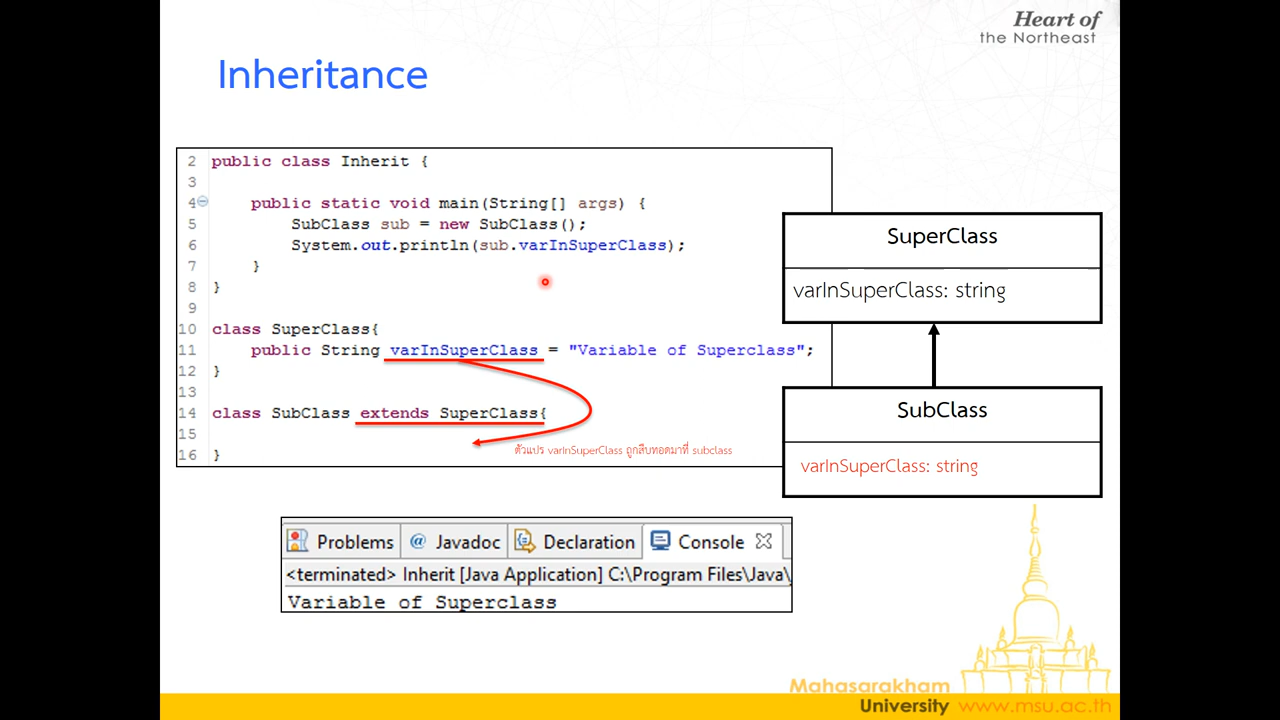 Heart of
the Northeast
Inheritance
2 public class Inherit {
3
4 public static void main(String[] args) {
5 SubClass sub = new SubClass();
6 System.out.println(sub.varInSuperClass);
7 }
8 }
9
10 class SuperClass{
11 public String varInSuperClass = "Variable of Superclass";
12 }
13
14 class SubClass extends SuperClass{
15
16 }
ตัวแปร varInSuperClass ถูกสืบทอดมาที่ subclass
SuperClass
varInSuperClass: string
SubClass
varInSuperClass: string
Problems @ Javadoc Declaration Console
<terminated> Inherit [Java Application] C:\Program Files\Java\
Variable of Superclass
Mahasarakham
University www.msu.ac.th